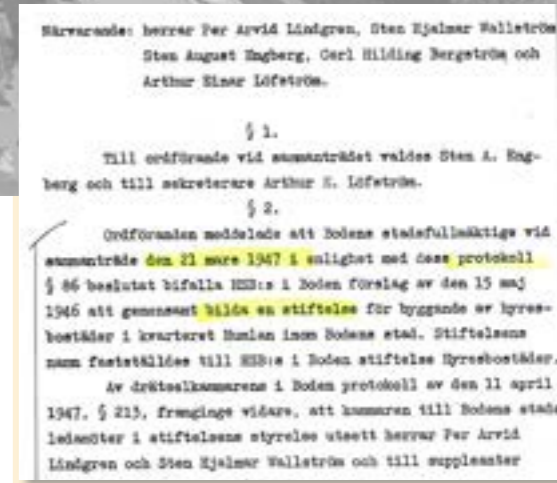 Närvarande: herrar Per Arvid Lindgren, Sten Hjalmar Wallström
Sten August Engberg, Carl Hilding Bergström och
Arthur Einar Löfström.
§ 1.
Till ordförande vid sammanträdet valdes Sten A. Eng-
berg och till sekreterare Arthur E. Löfström.
§ 2.
Ordföranden meddelade att Bodens stadsfullmäktige vid
sammanträde den 21 mars 1947 i enlighet med dess protokoll
§ 86 beslutat bifalla HSB:s i Boden förslag av den 15 maj
1946 att gemensamt bilda en stiftelse för byggande av hyres-
bostäder i kvarteret Humlan inom Bodens stad. Stiftelsens
namn fastställdes till HSB:s i Boden stiftelse Hyresbostäder.
Av drätselkammarens i Boden protokoll av den 11 april
1947, § 213, framginge vidare, att kammaren till Bodens stads
ledamöter i stiftelsens styrelse utsett herrar Per Arvid
Lindgren och Sten Hjalmar Wallström och till suppleanter